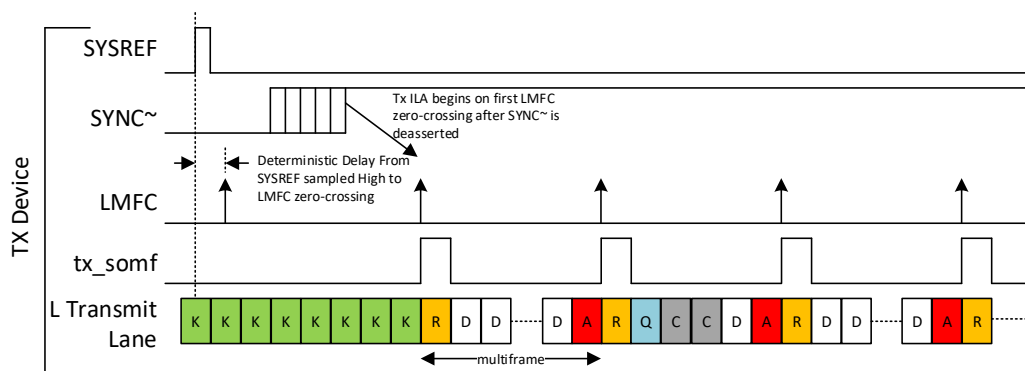 TX Device
SYSREF
SYNC~
Tx ILA begins on first LMFC
zero-crossing after SYNC~ is
deasserted
Deterministic Delay From
SYSREF sampled High to
LMFC zero-crossing
LMFC
tx_somf
L Transmit
Lane
K K K K K K K K R D D D A R Q C C D A R D D D A R
multiframe